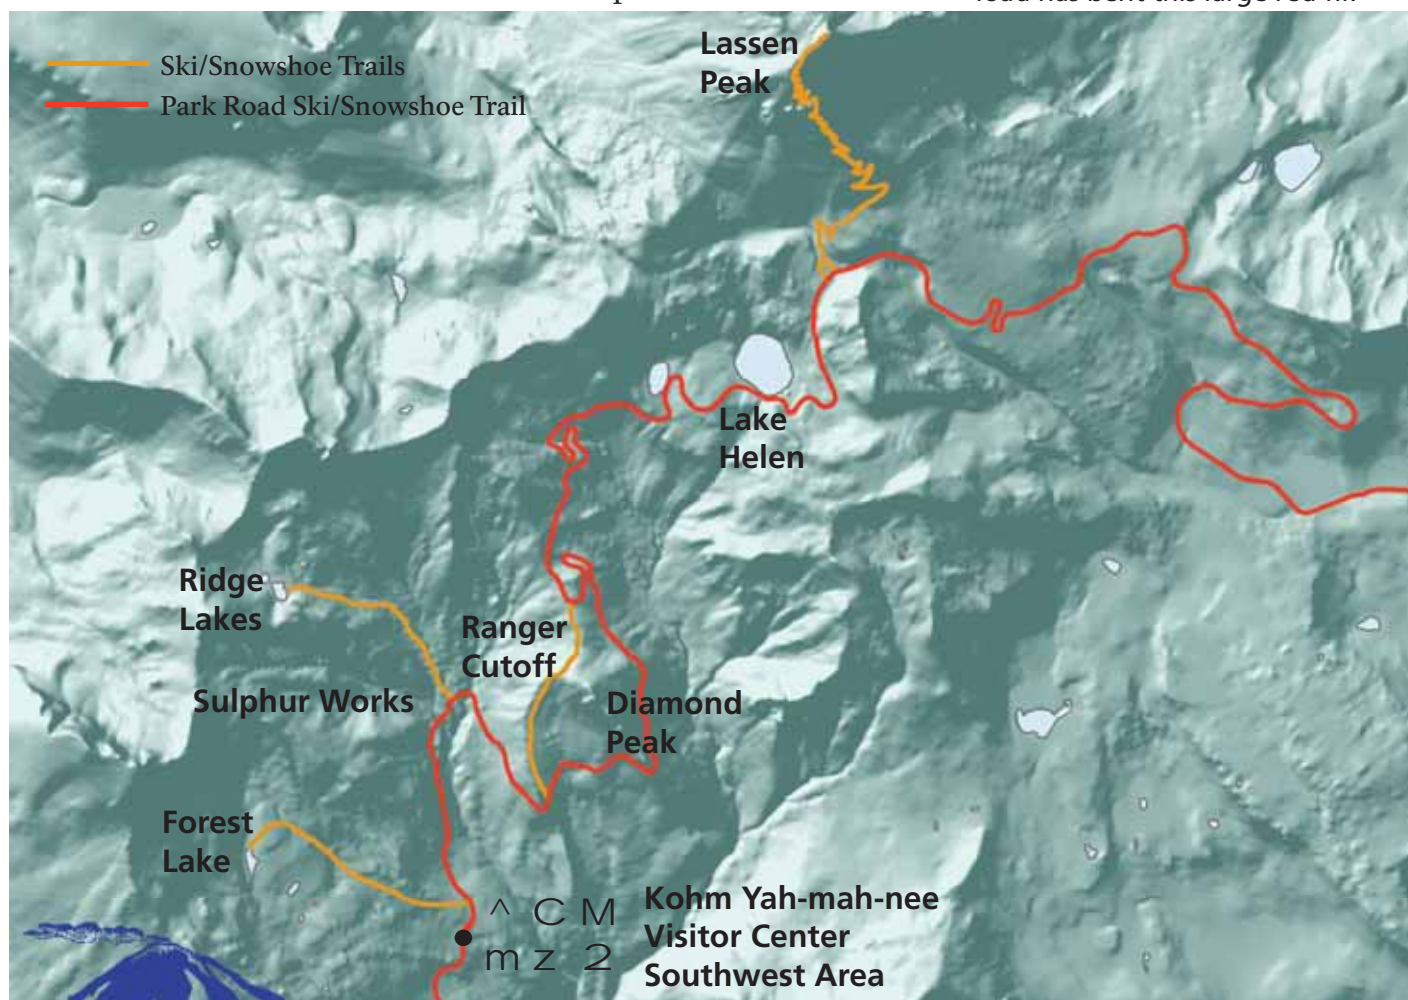 Ski/Snowshoe Trails
Park Road Ski/Snowshoe Trail
Lassen
Peak
Lake
Helen
Ridge
Lakes
Ranger
Cutoff
Sulphur Works
Diamond
Peak
Forest
Lake
^ C M
m z 2
Kohm Yah-mah-nee
Visitor Center
Southwest Area